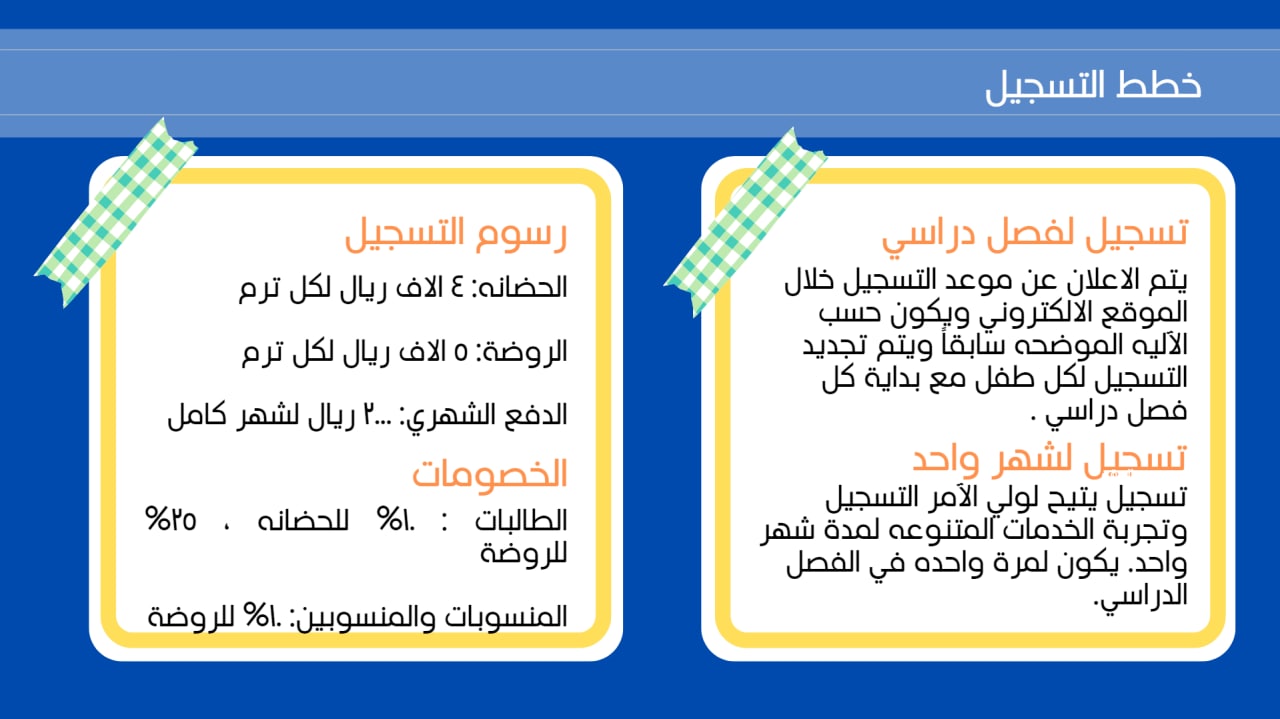 خطط التسجيل
تسجيل لفصل دراسي
يتم الاعلان عن موعد التسجيل خلال
الموقع الالكتروني ويكون حسب
الآليه الموضحه سابقاً ويتم تجديد
التسجيل لكل طفل مع بداية كل
فصل دراسي .
تسجيل لشهر واحد
تسجيل يتيح لولي الأمر التسجيل
وتجربة الخدمات المتنوعه لمدة شهر
واحد. يكون لمرة واحده في الفصل
الدراسي.
رسوم التسجيل
الحضانه: ٤ الاف ريال لكل ترم
الروضة: ٥ الاف ريال لكل ترم
الدفع الشهري: ٢٠٠٠ ريال لشهر كامل
الخصومات
الطالبات : ١٠% للحضانه ، ٢٥%
للروضة
المنسوبات والمنسوبين: ١٠% للروضة